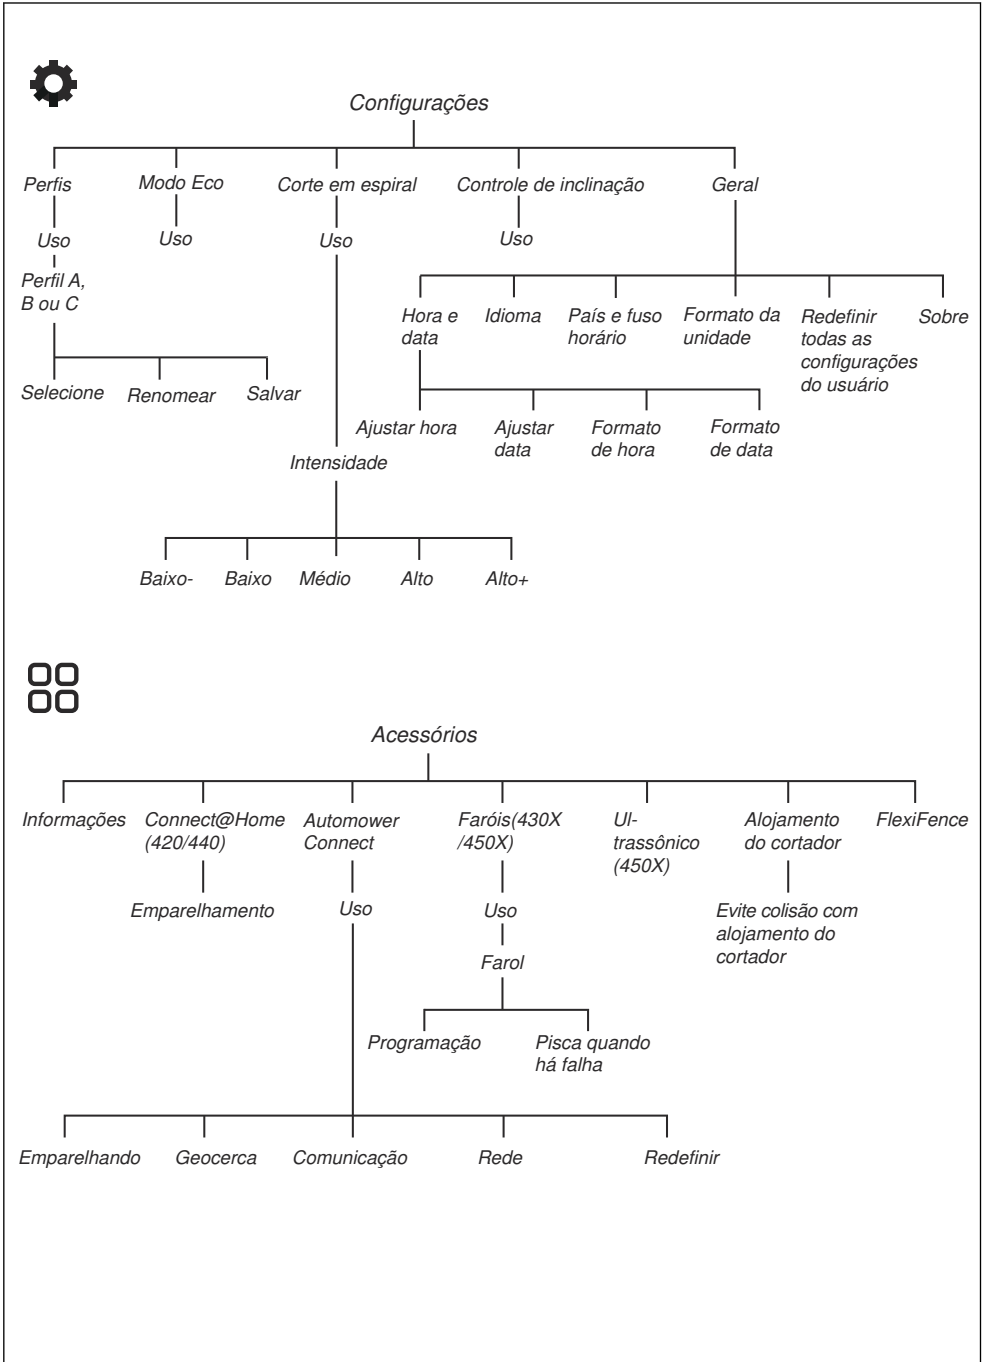 Configurações
Perfis
Modo Eco
Corte em espiral
Controle de inclinação
Geral
Uso
Uso
Uso
Uso
Perfil A,
B ou C
Hora e
data
Idioma
País e fuso
horário
Formato da
unidade
Redefinir
todas as
configurações
do usuário
Sobre
Selecione
Renomear
Salvar
Ajustar hora
Ajustar
data
Formato
de hora
Formato
de data
Intensidade
Baixo-
Baixo
Médio
Alto
Alto+
Acessórios
Informações
Connect@Home
(420/440)
Automower
Connect
Faróis(430X
/450X)
Ul-
trassônico
(450X)
Alojamento
do cortador
FlexiFence
Emparelhamento
Uso
Uso
Evite colisão com
alojamento do
cortador
Farol
Programação
Pisca quando
há falha
Emparelhando
Geocerca
Comunicação
Rede
Redefinir